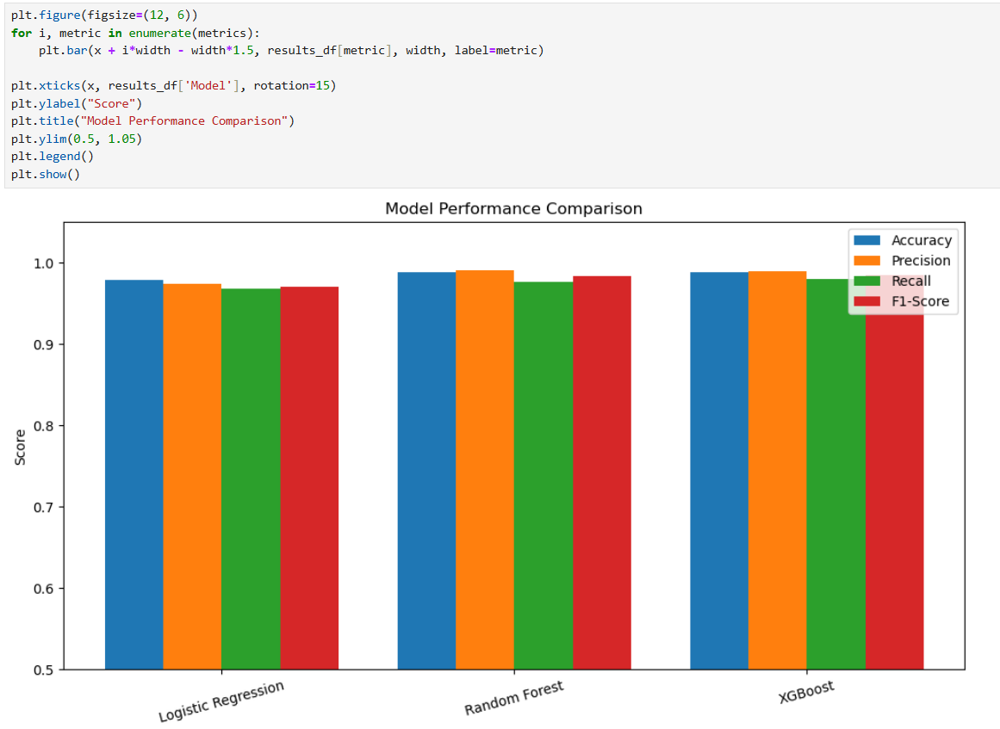 plt.figure(figsize=(12, 6))
for i, metric in enumerate(metrics):
    plt.bar(x + i*width - width*1.5, results_df[metric], width, label=metric)
plt.xticks(x, results_df['Model'], rotation=15)
plt.ylabel("Score")
plt.title("Model Performance Comparison")
plt.ylim(0.5, 1.05)
plt.legend()
plt.show()
Model Performance Comparison
Accuracy
Precision
Recall
F1-Score
1.0
0.9
0.8
0.7
0.6
0.5
Score
Logistic Regression
Random Forest
XGBoost